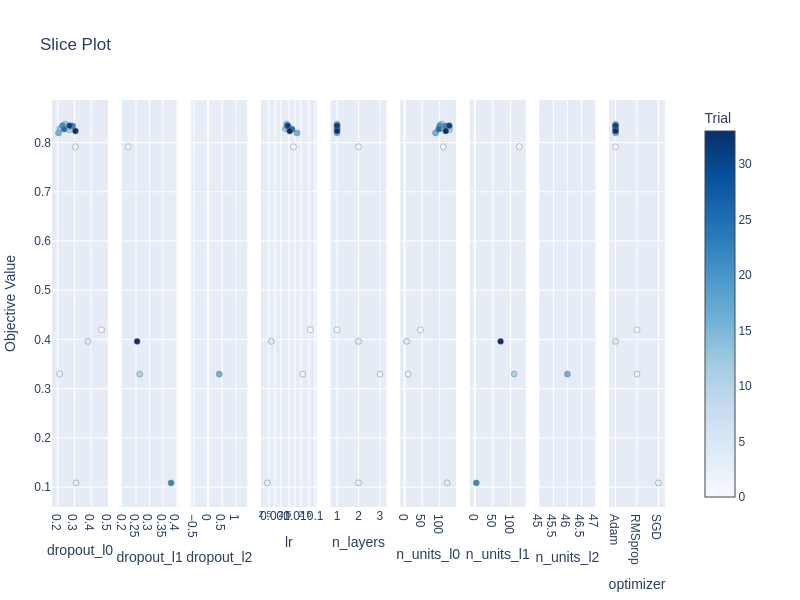 Slice Plot
Trial
Objective Value
0.8
0.7
0.6
0.5
0.4
0.3
0.2
0.1
30
25
20
15
10
5
0
0.2 0.3 0.4 0.5
0.2 0.25 0.3 0.35 0.4
−0.5 0 0.5 1
0.1
1 2 3
0 50 100
0 50 100
45 45.5 46 46.5 47
Adam RMSprop SGD
dropout_l0
dropout_l1
dropout_l2
lr
n_layers
n_units_l0
n_units_l1
n_units_l2
optimizer